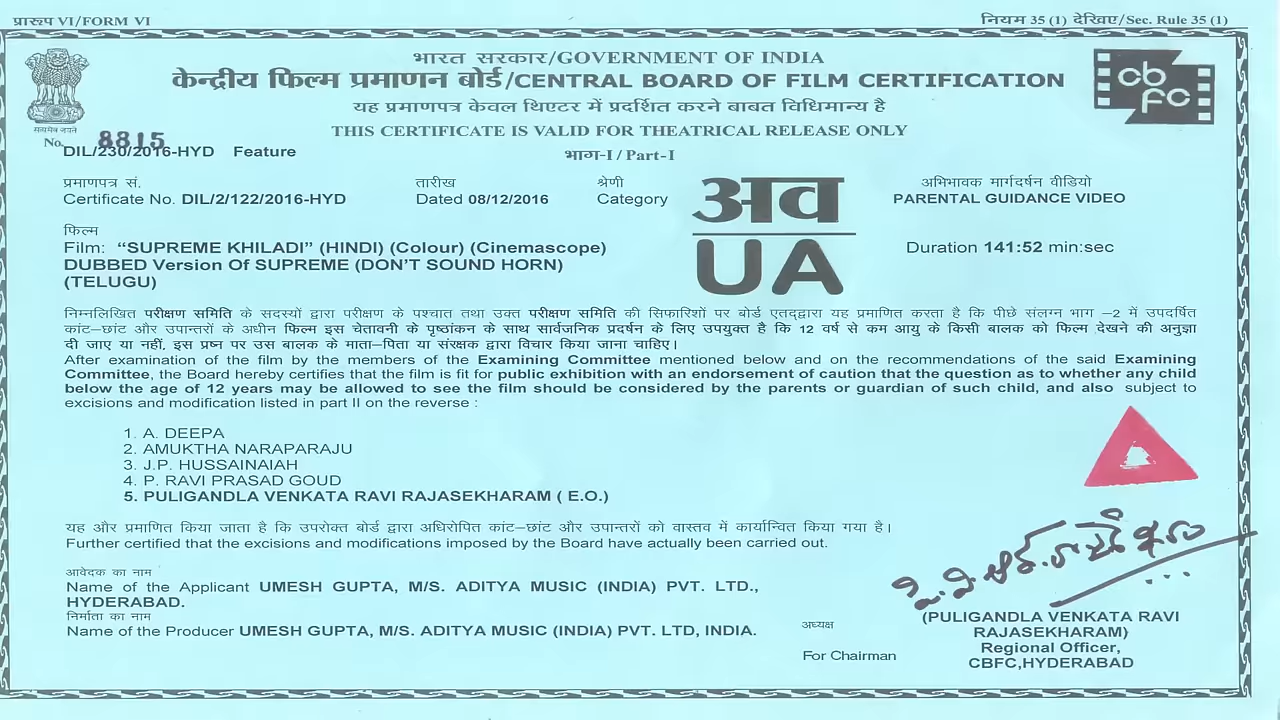 प्रारूप VI/FORM VI
नियम 35 (1) देखिए/Sec. Rule 35 (1)
भारत सरकार/GOVERNMENT OF INDIA
केन्द्रीय फिल्म प्रमाणन बोर्ड/CENTRAL BOARD OF FILM CERTIFICATION
यह प्रमाणपत्र केवल थिएटर में प्रदर्शित करने बाबत विधिमान्य है
THIS CERTIFICATE IS VALID FOR THEATRICAL RELEASE ONLY
सत्यमेव जयते
cb
fc
No. 8815
DIL/230/2016-HYD Feature
भाग-I / Part-I
प्रमाणपत्र सं. तारीख श्रेणी अव अभिभावक मार्गदर्षन वीडियो
Certificate No. DIL/2/122/2016-HYD Dated 08/12/2016 Category UA PARENTAL GUIDANCE VIDEO
फिल्म
Film: “SUPREME KHILADI” (HINDI) (Colour) (Cinemascope) Duration 141:52 min:sec
DUBBED Version Of SUPREME (DON'T SOUND HORN)
(TELUGU)
निम्नलिखित परीक्षण समिति के सदस्यों द्वारा परीक्षण के पश्चात तथा उक्त परीक्षण समिति की सिफारिशों पर बोर्ड एतद्द्वारा यह प्रमाणित करता है कि पीछे संलग्न भाग –2 में उपदर्षित
कांट–छांट और उपान्तरों के अधीन फिल्म इस चेतावनी के पृष्ठांकन के साथ सार्वजनिक प्रदर्षन के लिए उपयुक्त है कि 12 वर्ष से कम आयु के किसी बालक को फिल्म देखने की अनुज्ञा
दी जाए या नहीं, इस प्रश्न पर उस बालक के माता–पिता या संरक्षक द्वारा विचार किया जाना चाहिए।
After examination of the film by the members of the Examining Committee mentioned below and on the recommendations of the said Examining
Committee, the Board hereby certifies that the film is fit for public exhibition with an endorsement of caution that the question as to whether any child
below the age of 12 years may be allowed to see the film should be considered by the parents or guardian of such child, and also subject to
excisions and modification listed in part II on the reverse :
1. A. DEEPA
2. AMUKTHA NARAPARAJU
3. J.P. HUSSAINAIAH
4. P. RAVI PRASAD GOUD
5. PULIGANDLA VENKATA RAVI RAJASEKHARAM ( E.O.)
यह और प्रमाणित किया जाता है कि उपरोक्त बोर्ड द्वारा अधिरोपित कांट–छांट और उपान्तरों को वास्तव में कार्यान्वित किया गया है।
Further certified that the excisions and modifications imposed by the Board have actually been carried out.
आवेदक का नाम
Name of the Applicant UMESH GUPTA, M/S. ADITYA MUSIC (INDIA) PVT. LTD.,
HYDERABAD.
निर्माता का नाम
Name of the Producer UMESH GUPTA, M/S. ADITYA MUSIC (INDIA) PVT. LTD, INDIA.
अध्यक्ष
For Chairman
(PULIGANDLA VENKATA RAVI
RAJASEKHARAM)
Regional Officer,
CBFC,HYDERABAD